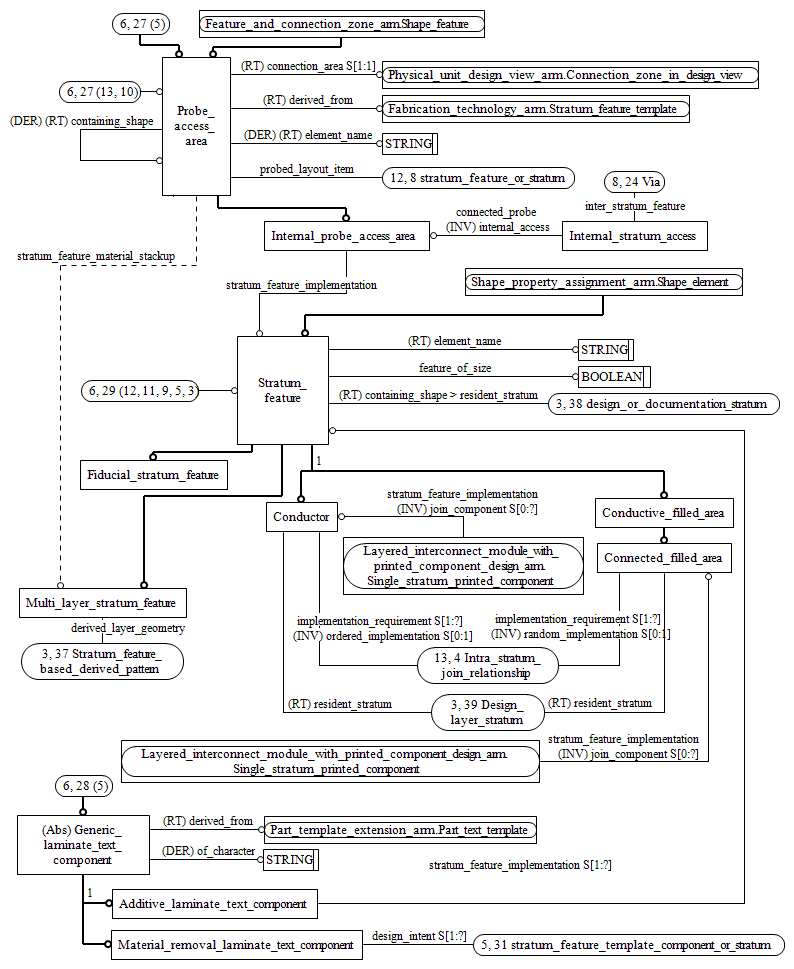 6, 27 (5)
Feature_and_connection_zone_arm.Shape_feature
(RT) connection_area S[1:1]
Physical_unit_design_view_arm.Connection_zone_in_design_view
6, 27 (13, 10)
(RT) derived_from
Fabrication_technology_arm.Stratum_feature_template
Probe_
access_
area
(DER) (RT) containing_shape
(DER) (RT) element_name
STRING
probed_layout_item
12, 8 stratum_feature_or_stratum
8, 24 Via
inter_stratum_feature
connected_probe
(INV) internal_access
Internal_probe_access_area
Internal_stratum_access
stratum_feature_material_stackup
stratum_feature_implementation
Shape_property_assignment_arm.Shape_element
(RT) element_name
STRING
feature_of_size
BOOLEAN
Stratum_
feature
6, 29 (12, 11, 9, 5, 3)
(RT) containing_shape > resident_stratum
3, 38 design_or_documentation_stratum
1
Fiducial_stratum_feature
stratum_feature_implementation
(INV) join_component S[0:?]
Conductor
Conductive_filled_area
Layered_interconnect_module_with_
printed_component_design_arm.
Single_stratum_printed_component
Connected_filled_area
Multi_layer_stratum_feature
derived_layer_geometry
implementation_requirement S[1:?]
(INV) ordered_implementation S[0:1]
implementation_requirement S[1:?]
(INV) random_implementation S[0:1]
3, 37 Stratum_feature_
based_derived_pattern
13, 4 Intra_stratum_
join_relationship
(RT) resident_stratum
3, 39 Design_
layer_stratum
(RT) resident_stratum
stratum_feature_implementation
(INV) join_component S[0:?]
Layered_interconnect_module_with_printed_component_design_arm.
Single_stratum_printed_component
6, 28 (5)
(RT) derived_from
Part_template_extension_arm.Part_text_template
(Abs) Generic_
laminate_text_
component
(DER) of_character
STRING
stratum_feature_implementation S[1:?]
1
Additive_laminate_text_component
Material_removal_laminate_text_component
design_intent S[1:?]
5, 31 stratum_feature_template_component_or_stratum